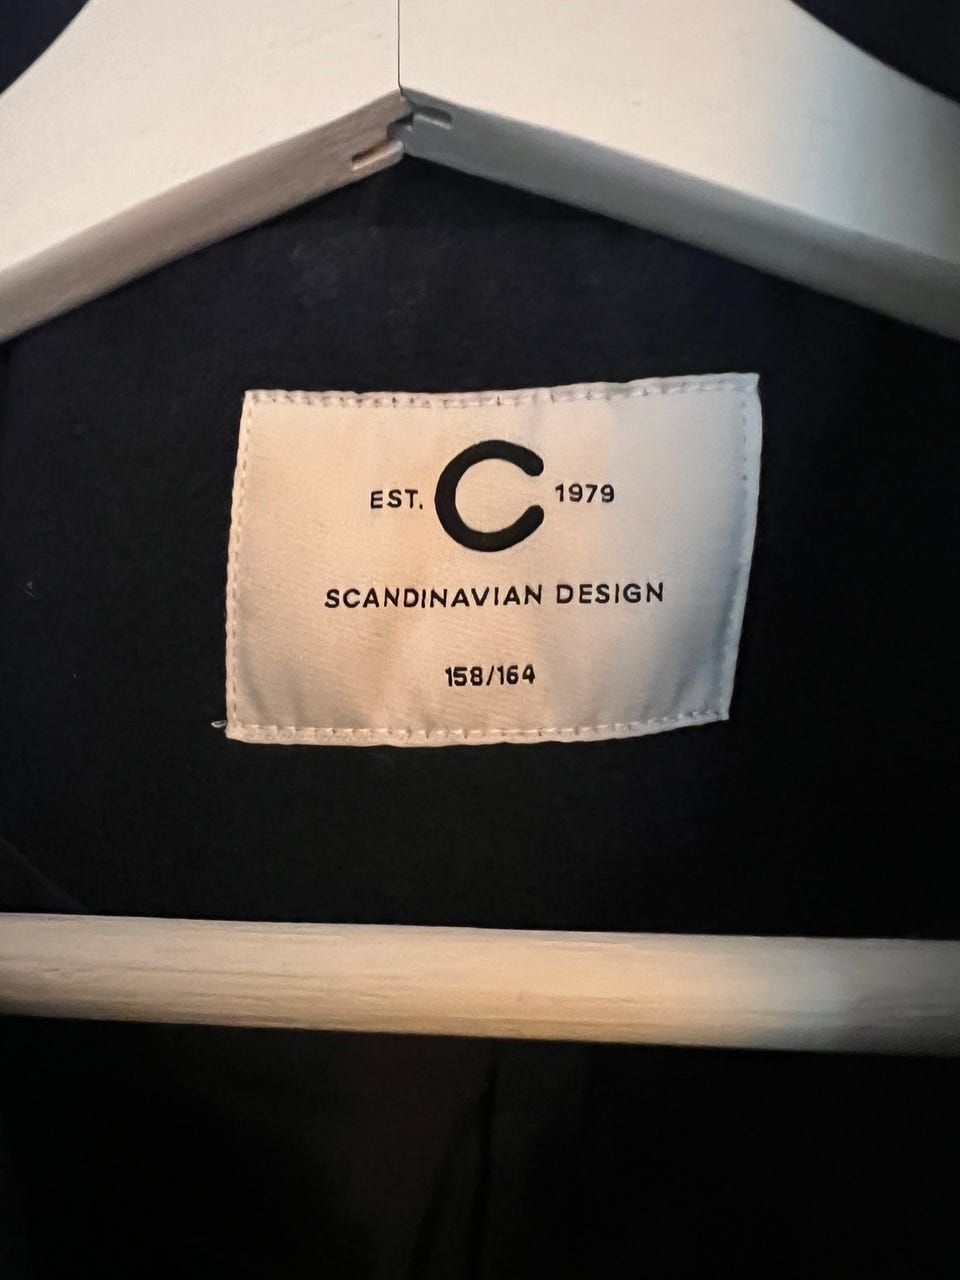 EST. C 1979
SCANDINAVIAN DESIGN
158/164